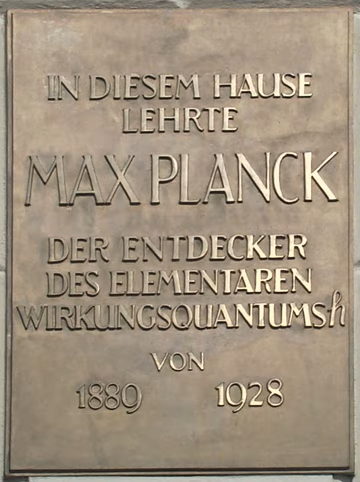 IN DIESEM HAUSE
LEHRTE
MAX PLANCK
DER ENTDECKER
DES ELEMENTAREN
WIRKUNGSQUANTUMS h
VON
1889 1928